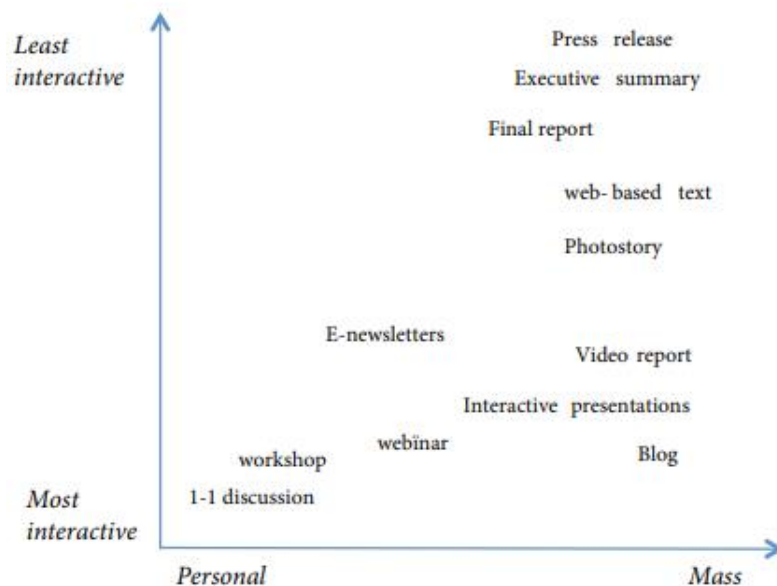 Least
interactive
Press release
Executive summary
Final report
web- based text
Photostory
E-newsletters
Video report
Interactive presentations
webïnar
Blog
workshop
1-1 discussion
Most
interactive
Personal
Mass